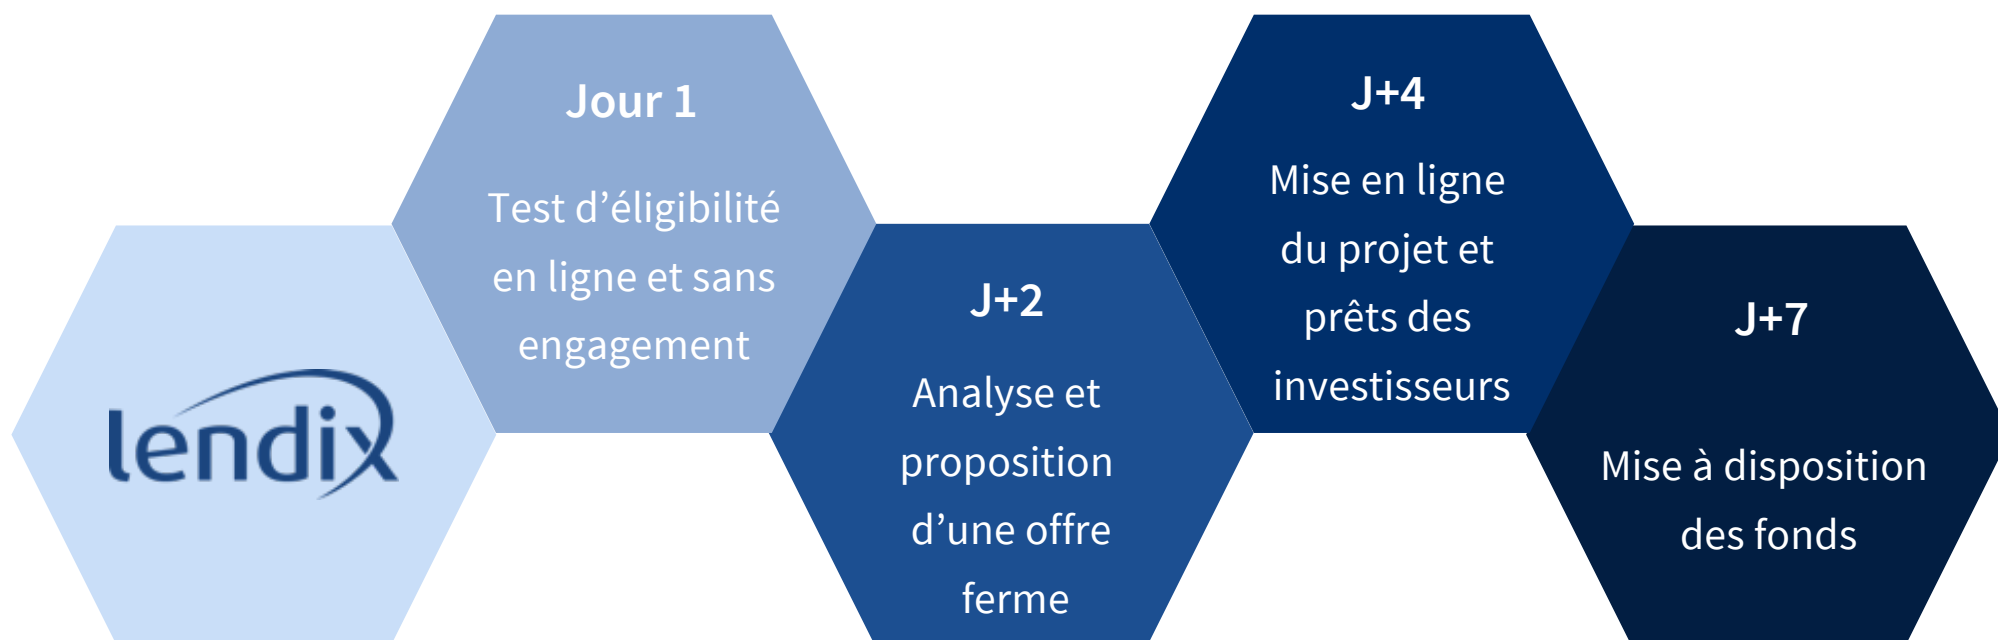 lendix
Jour 1
Test d’éligibilité
en ligne et sans
engagement
J+2
Analyse et
proposition
d’une offre
ferme
J+4
Mise en ligne
du projet et
prêts des
investisseurs
J+7
Mise à disposition
des fonds